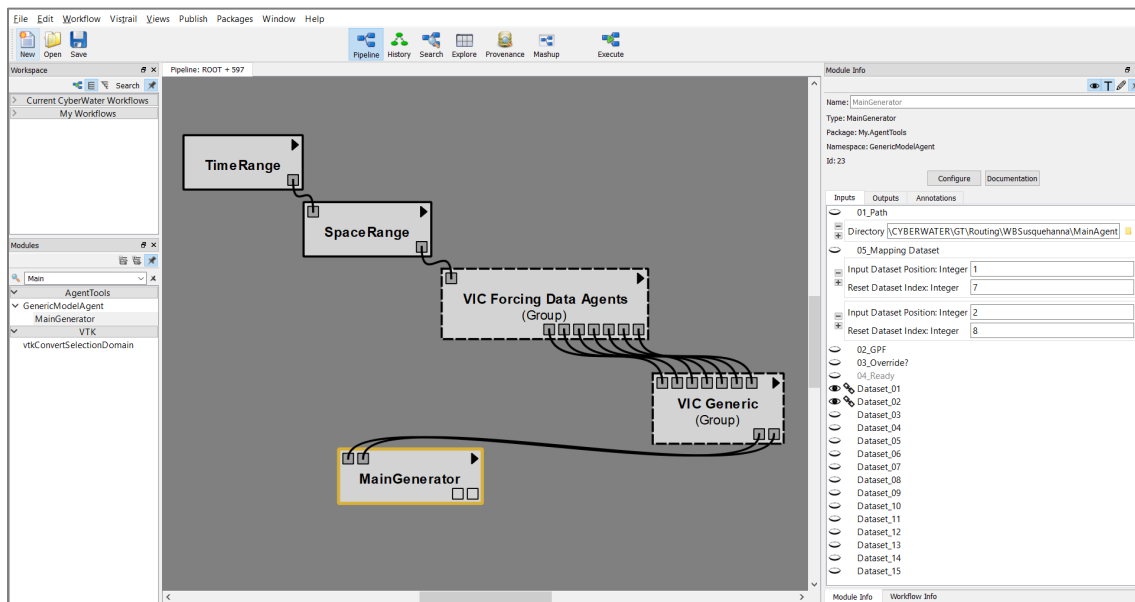 File Edit Workflow Vistrail Views Publish Packages Window Help
New Open Save Pipeline History Search Explore Provenance Mashup Execute
Workspace
Search
Current CyberWater Workflows
My Workflows
Modules
Main
AgentTools
GenericModelAgent
MainGenerator
VTK
vtkConvertSelectionDomain
Pipeline: ROOT + 597
TimeRange
SpaceRange
VIC Forcing Data Agents
(Group)
VIC Generic
(Group)
MainGenerator
Module Info
Name: MainGenerator
Type: MainGenerator
Package: My.AgentTools
Namespace: GenericModelAgent
Id: 23
Configure Documentation
Inputs Outputs Annotations
01_Path
Directory \CYBERWATER\GT\Routing\WBSusquehanna\MainAgent
05_Mapping Dataset
Input Dataset Position: Integer 1
Reset Dataset Index: Integer 7
Input Dataset Position: Integer 2
Reset Dataset Index: Integer 8
02_GPF
03_Override?
04_Ready
Dataset_01
Dataset_02
Dataset_03
Dataset_04
Dataset_05
Dataset_06
Dataset_07
Dataset_08
Dataset_09
Dataset_10
Dataset_11
Dataset_12
Dataset_13
Dataset_14
Dataset_15
Module Info Workflow Info